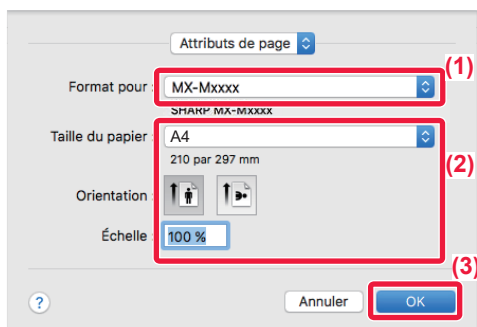 Attributs de page
(1)
Format pour : MX-Mxxxx
SHARP MX-Mxxxx
Taille du papier : A4
210 par 297 mm
(2)
Orientation :
Échelle : 100 %
(3)
? Annuler OK